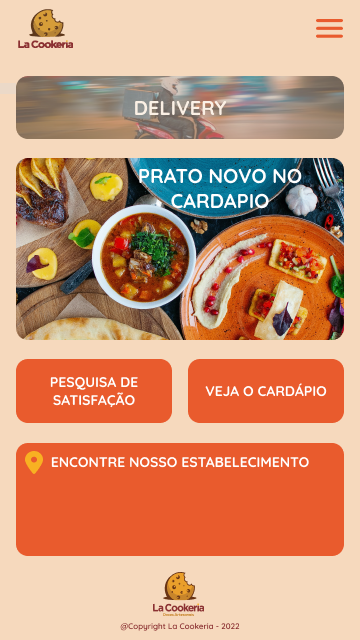 La Cookeria
DELIVERY
PRATO NOVO NO
CARDAPIO
PESQUISA DE
SATISFAÇÃO
VEJA O CARDÁPIO
ENCONTRE NOSSO ESTABELECIMENTO
La Cookeria
@Copyright La Cookeria - 2022